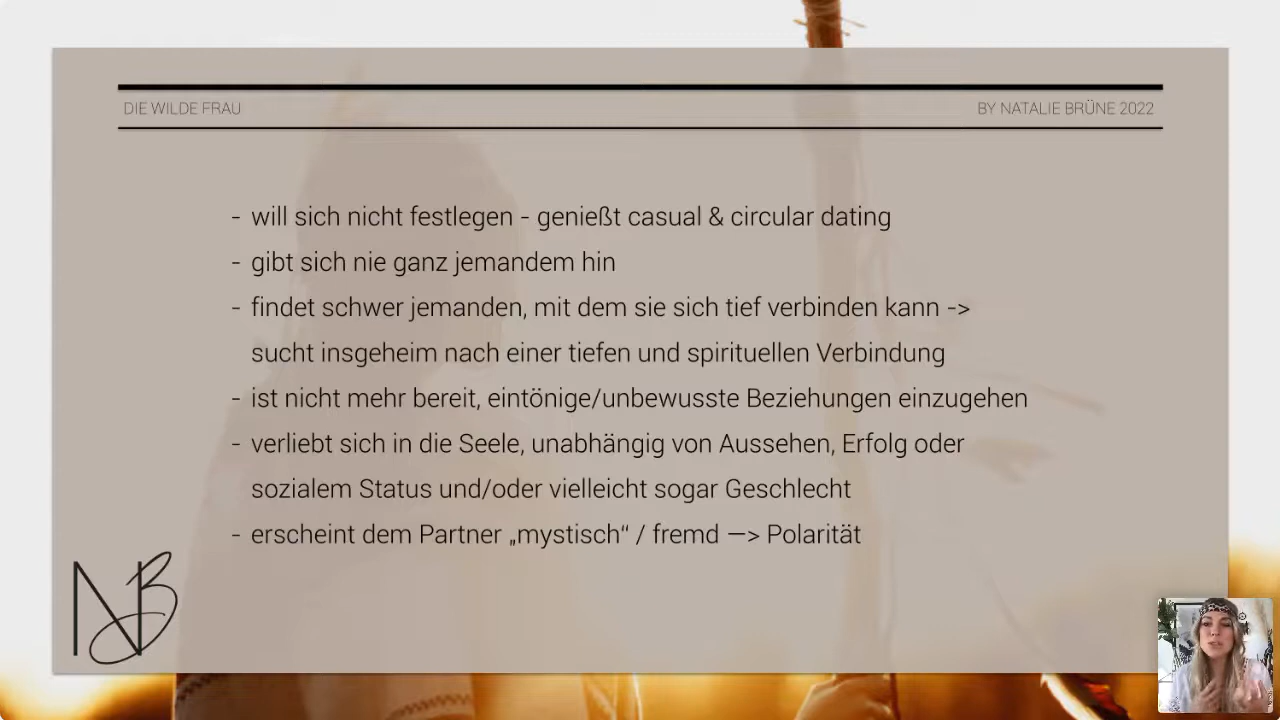 DIE WILDE FRAU
BY NATALIE BRÜNE 2022
- will sich nicht festlegen - genießt casual & circular dating
- gibt sich nie ganz jemandem hin
- findet schwer jemanden, mit dem sie sich tief verbinden kann ->
sucht insgeheim nach einer tiefen und spirituellen Verbindung
- ist nicht mehr bereit, eintönige/unbewusste Beziehungen einzugehen
- verliebt sich in die Seele, unabhängig von Aussehen, Erfolg oder
sozialem Status und/oder vielleicht sogar Geschlecht
- erscheint dem Partner „mystisch“ / fremd —> Polarität
NB